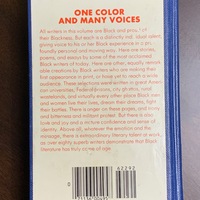 ONE COLOR
AND MANY VOICES
All writers in this volume are Black and proud of
their Blackness. But each is a distinctly individual talent,
giving voice to his or her Black experience in a pro-
foundly personal and moving way. Here are stories,
poems, and essays by some of the most acclaimed
Black writers of today. Here are other, equally remark-
able creations by Black writers who are making their
first appearance in print, or have yet to reach a wide
audience. These selections were written in great
universities, Federal prisons, city ghettos, rural
wastelands, and virtually every other place Black men
and women live their lives, dream their dreams, fight
their battles. There is anger on these pages, and irony
and bitterness and militant protest. But there is also
love and joy and a mature confidence and sense of
identity. Above all, whatever the emotion and the
message, there is extraordinary literary talent at work,
as over eighty superb writers demonstrate that Black
literature has truly come of age.